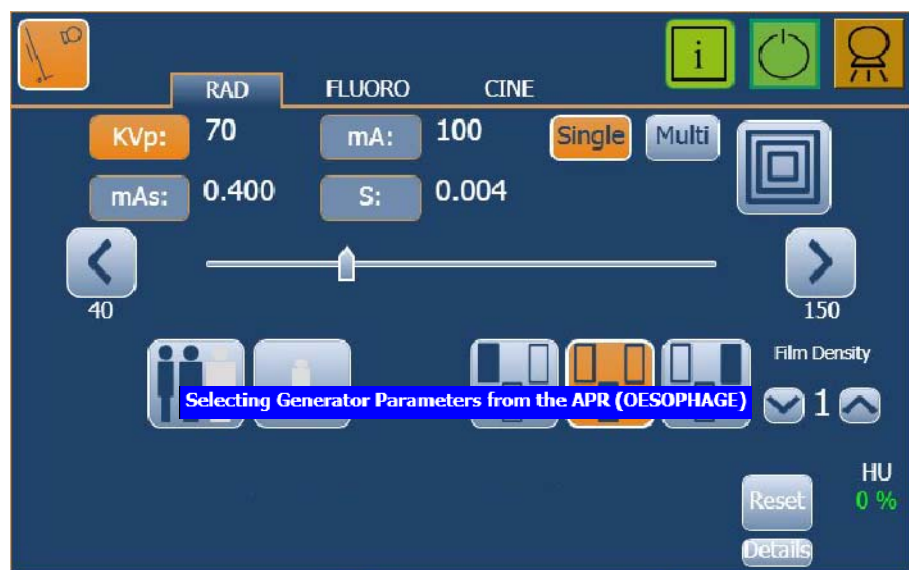 i
RAD FLUORO CINE
KVp: 70 mA: 100 Single Multi
mAs: 0.400 S: 0.004
40 150
Film Density
Selecting Generator Parameters from the APR (OESOPHAGE)
1
HU
Reset 0 %
Details